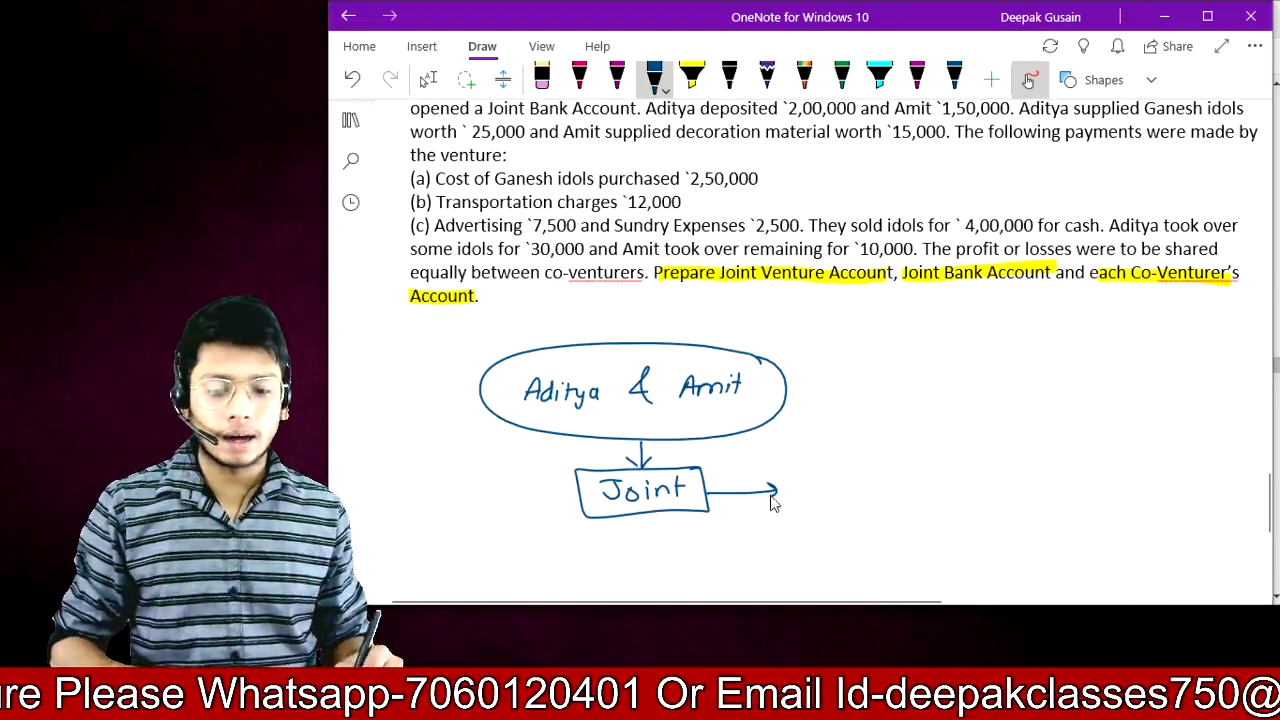 OneNote for Windows 10
Deepak Gusain
Home Insert Draw View Help
Share
Shapes
opened a Joint Bank Account. Aditya deposited `2,00,000 and Amit `1,50,000. Aditya supplied Ganesh idols
worth ` 25,000 and Amit supplied decoration material worth `15,000. The following payments were made by
the venture:
(a) Cost of Ganesh idols purchased `2,50,000
(b) Transportation charges `12,000
(c) Advertising `7,500 and Sundry Expenses `2,500. They sold idols for ` 4,00,000 for cash. Aditya took over
some idols for `30,000 and Amit took over remaining for `10,000. The profit or losses were to be shared
equally between co-venturers. Prepare Joint Venture Account, Joint Bank Account and each Co-Venturer's
Account.
Aditya & Amit
Joint
ure Please Whatsapp-7060120401 Or Email Id-deepakclasses750@